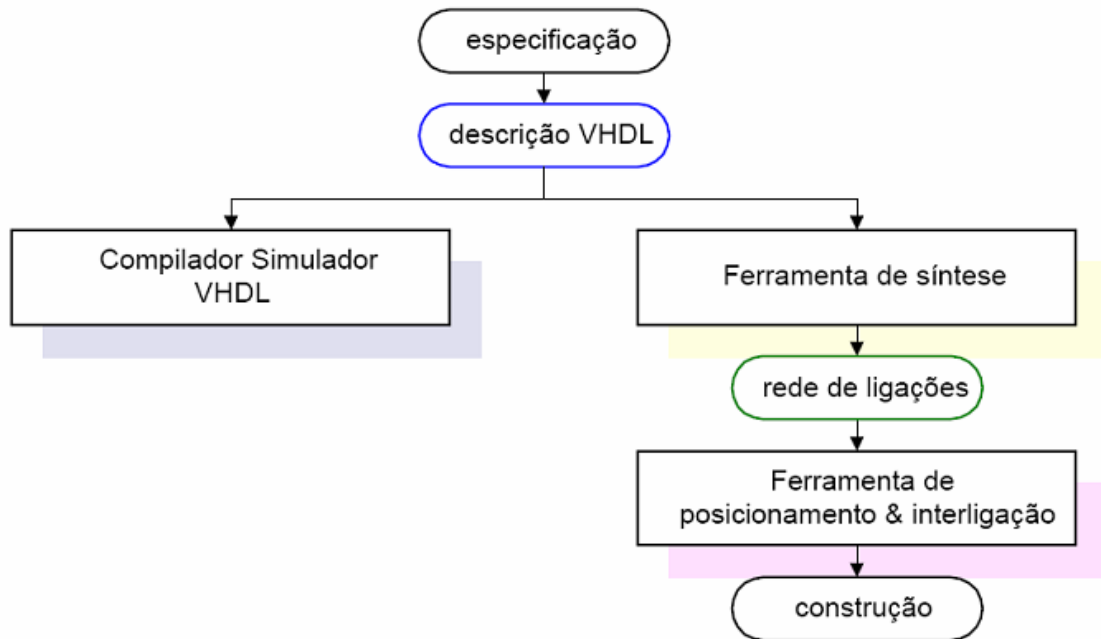 especificação
descrição VHDL
Compilador Simulador
VHDL
Ferramenta de síntese
rede de ligações
Ferramenta de
posicionamento & interligação
construção